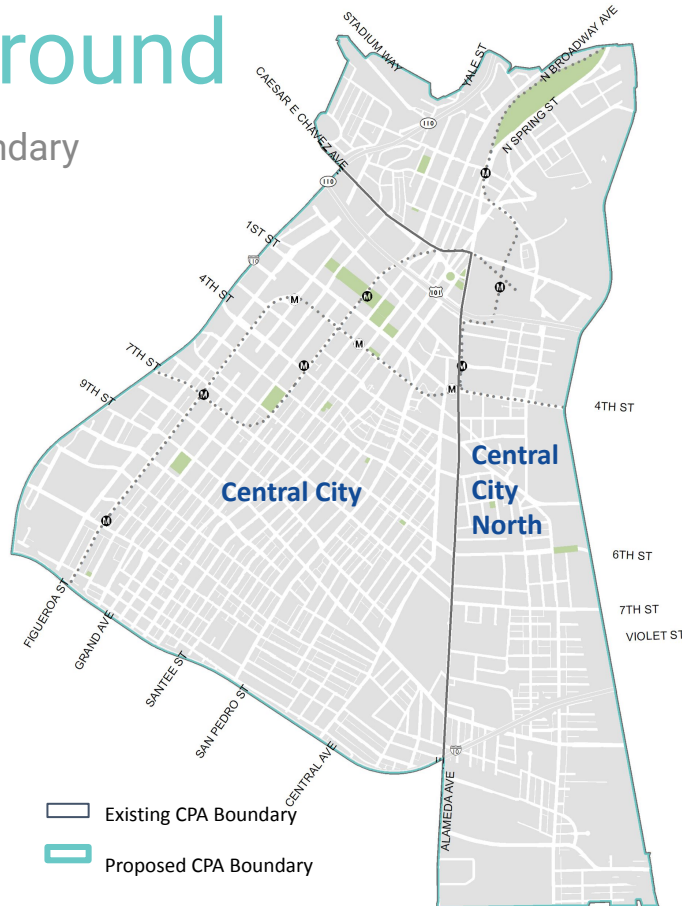 round
ndary
STADIUM WAY
YALE ST
N BROADWAY AVE
CAESAR E CHAVEZ AVE
110
N SPRING ST
110
M
1ST ST
10
101
M
4TH ST
M
M
M
7TH ST
M
M
M
9TH ST
M
4TH ST
Central City
Central
City
North
M
6TH ST
FIGUEROA ST
GRAND AVE
7TH ST
VIOLET ST
SANTEE ST
SAN PEDRO ST
CENTRAL AVE
10
ALAMEDA AVE
Existing CPA Boundary
Proposed CPA Boundary